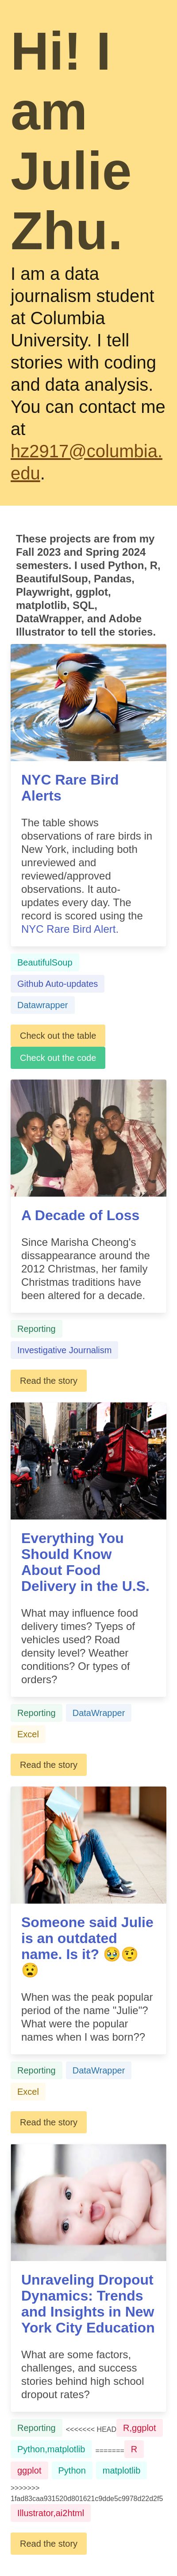 Hi! I
am
Julie
Zhu.
I am a data
journalism student
at Columbia
University. I tell
stories with coding
and data analysis.
You can contact me
at
hz2917@columbia.
edu.
These projects are from my
Fall 2023 and Spring 2024
semesters. I used Python, R,
BeautifulSoup, Pandas,
Playwright, ggplot,
matplotlib, SQL,
DataWrapper, and Adobe
Illustrator to tell the stories.
NYC Rare Bird
Alerts
The table shows
observations of rare birds in
New York, including both
unreviewed and
reviewed/approved
observations. It auto-
updates every day. The
record is scored using the
NYC Rare Bird Alert.
BeautifulSoup
Github Auto-updates
Datawrapper
Check out the table
Check out the code
A Decade of Loss
Since Marisha Cheong's
dissappearance around the
2012 Christmas, her family
Christmas traditions have
been altered for a decade.
Reporting
Investigative Journalism
Read the story
Everything You
Should Know
About Food
Delivery in the U.S.
What may influence food
delivery times? Tyeps of
vehicles used? Road
density level? Weather
conditions? Or types of
orders?
Reporting DataWrapper
Excel
Read the story
Someone said Julie
is an outdated
name. Is it? 🥹🤨
😧
When was the peak popular
period of the name "Julie"?
What were the popular
names when I was born??
Reporting DataWrapper
Excel
Read the story
Unraveling Dropout
Dynamics: Trends
and Insights in New
York City Education
What are some factors,
challenges, and success
stories behind high school
dropout rates?
Reporting <<<<<<< HEAD R,ggplot
Python,matplotlib ======= R
ggplot Python matplotlib
>>>>>>>
1fad83caa931520d801621c9dde5c9978d22d2f5
Illustrator,ai2html
Read the story